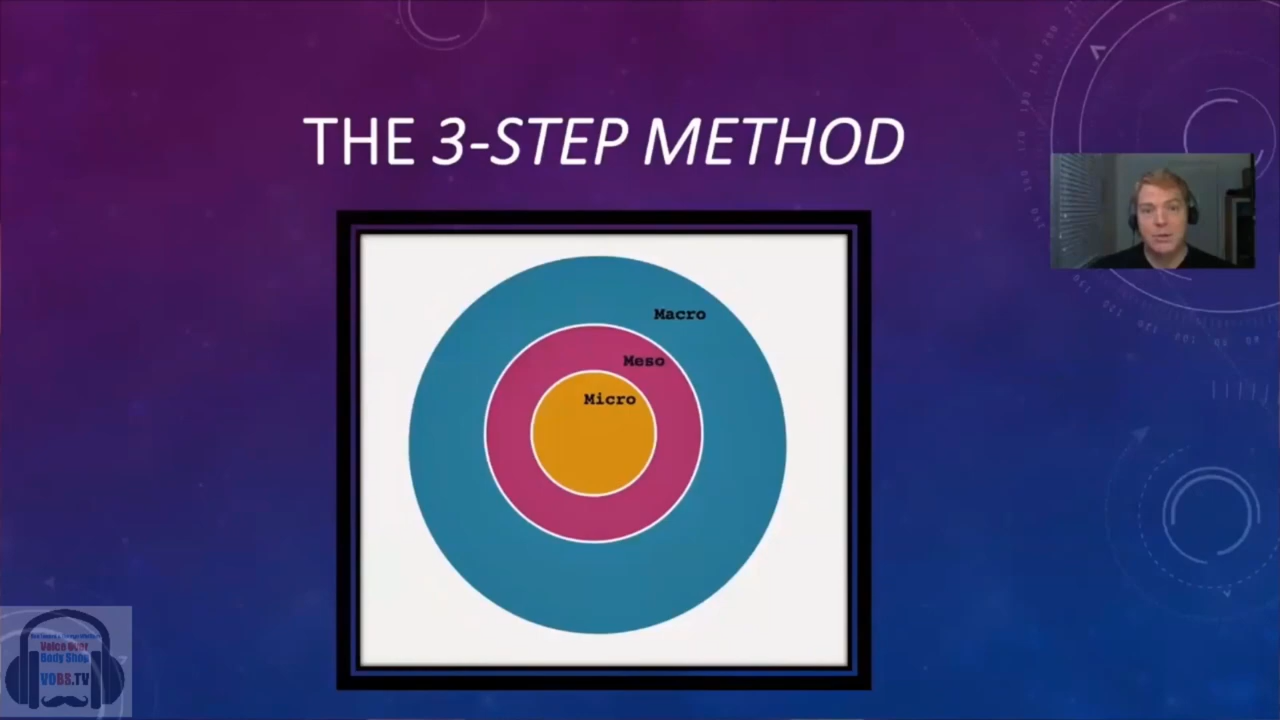 THE 3-STEP METHOD
Macro
Meso
Micro
Voice Over
Body Shop
VOBS.TV